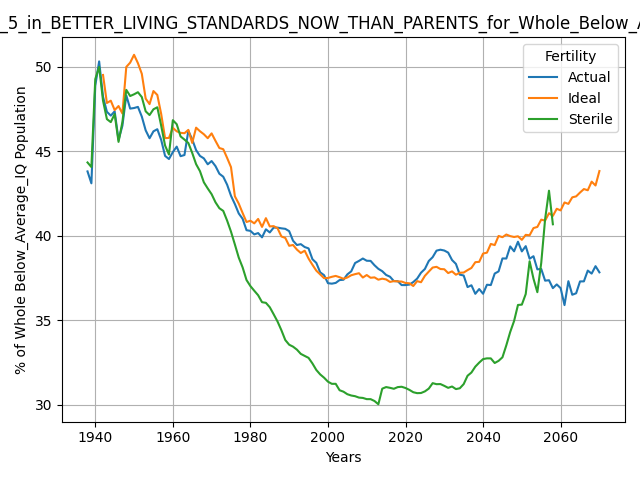 _5_in_BETTER_LIVING_STANDARDS_NOW_THAN_PARENTS_for_Whole_Below_A
Fertility
Actual
Ideal
Sterile
% of Whole Below_Average_IQ Population
50
45
40
35
30
1940
1960
1980
2000
2020
2040
2060
Years